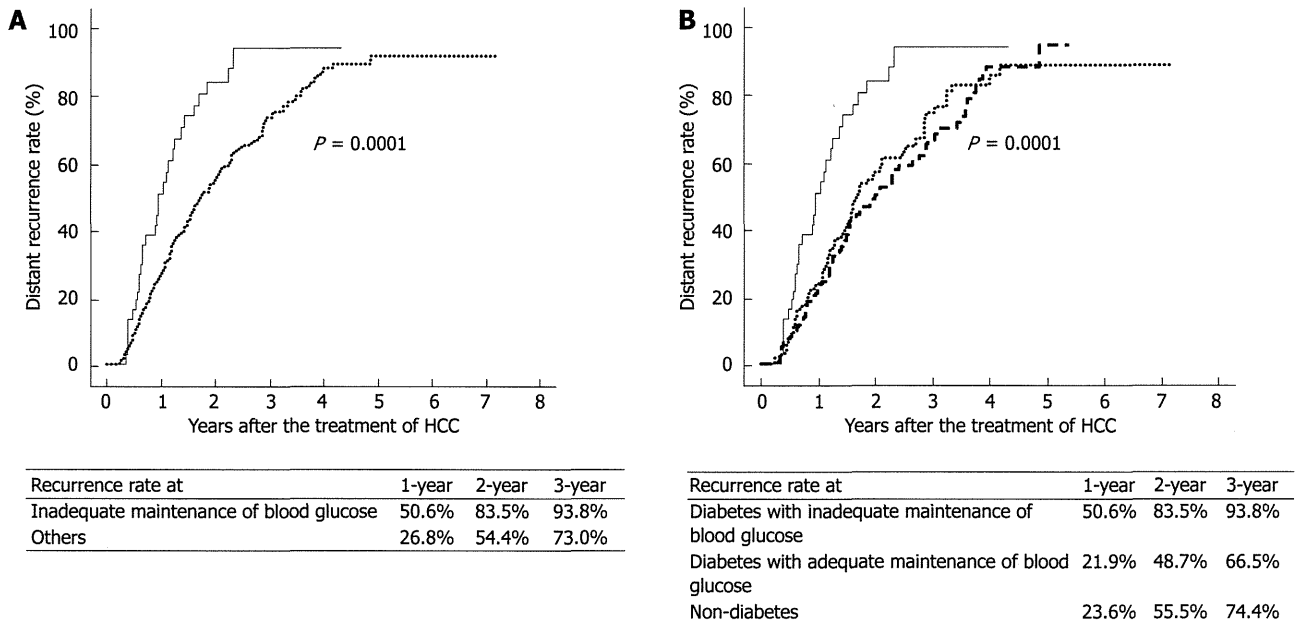 A
100
80
60
40
20
0
Distant recurrence rate (%)
P = 0.0001
0 1 2 3 4 5 6 7 8
Years after the treatment of HCC
Recurrence rate at 1-year 2-year 3-year
Inadequate maintenance of blood glucose 50.6% 83.5% 93.8%
Others 26.8% 54.4% 73.0%
B
100
80
60
40
20
0
Distant recurrence rate (%)
P = 0.0001
0 1 2 3 4 5 6 7 8
Years after the treatment of HCC
Recurrence rate at 1-year 2-year 3-year
Diabetes with inadequate maintenance of 50.6% 83.5% 93.8%
blood glucose
Diabetes with adequate maintenance of blood 21.9% 48.7% 66.5%
glucose
Non-diabetes 23.6% 55.5% 74.4%